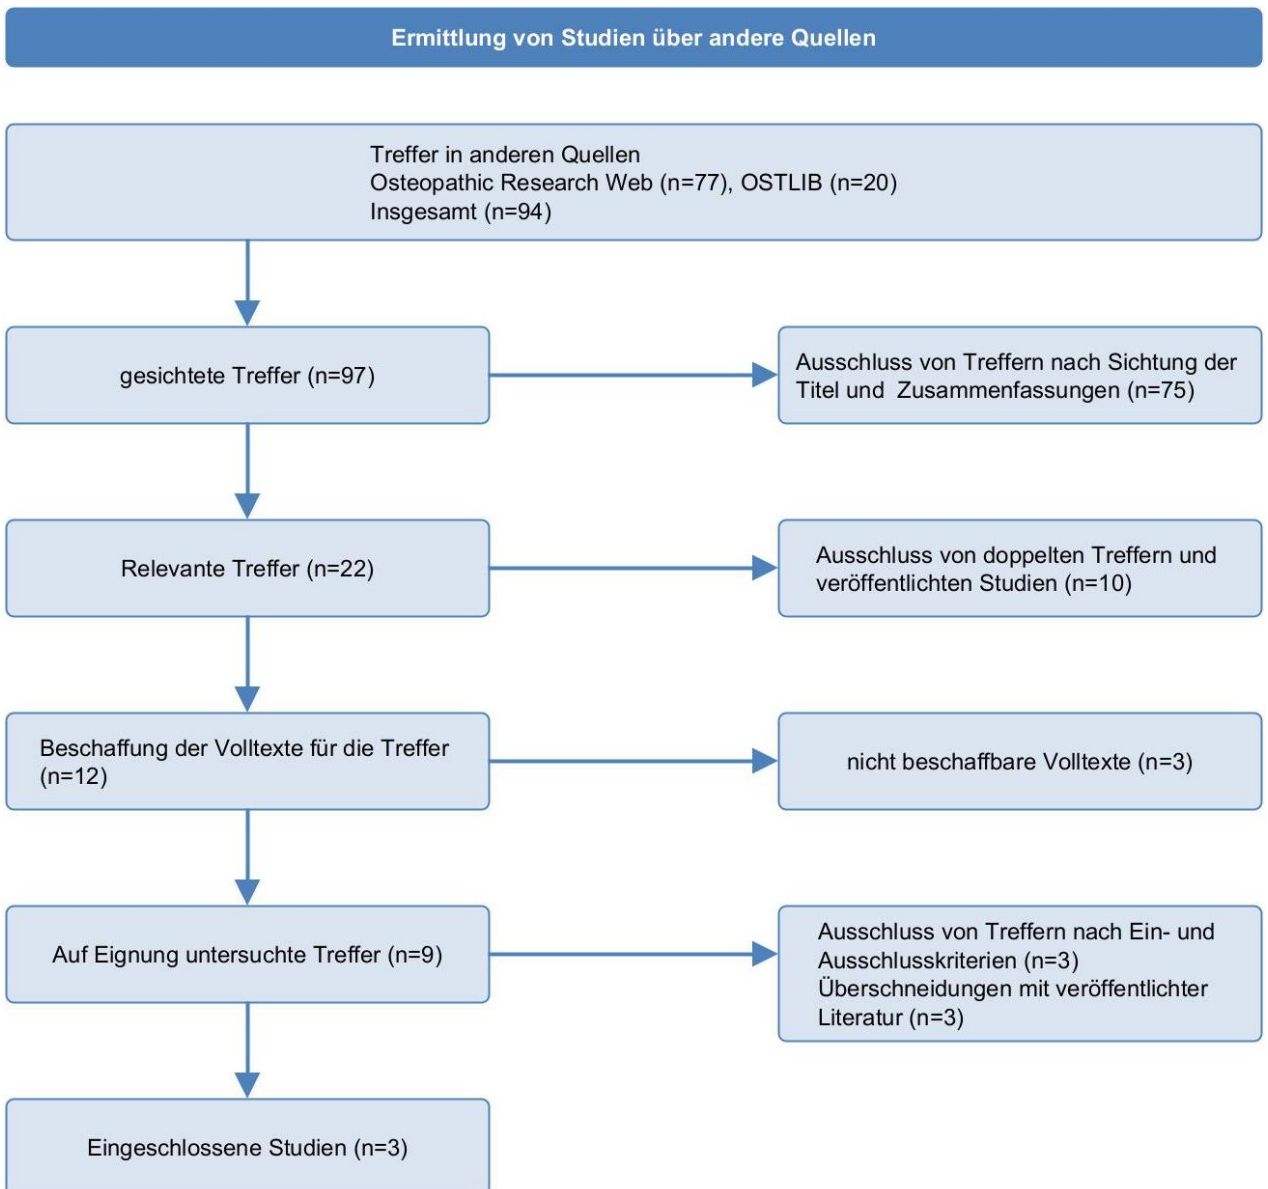 Ermittlung von Studien über andere Quellen
Treffer in anderen Quellen
Osteopathic Research Web (n=77), OSTLIB (n=20)
Insgesamt (n=94)
gesichtete Treffer (n=97)
Ausschluss von Treffern nach Sichtung der
Titel und Zusammenfassungen (n=75)
Relevante Treffer (n=22)
Ausschluss von doppelten Treffern und
veröffentlichten Studien (n=10)
Beschaffung der Volltexte für die Treffer
(n=12)
nicht beschaffbare Volltexte (n=3)
Auf Eignung untersuchte Treffer (n=9)
Ausschluss von Treffern nach Ein- und
Ausschlusskriterien (n=3)
Überschneidungen mit veröffentlichter
Literatur (n=3)
Eingeschlossene Studien (n=3)